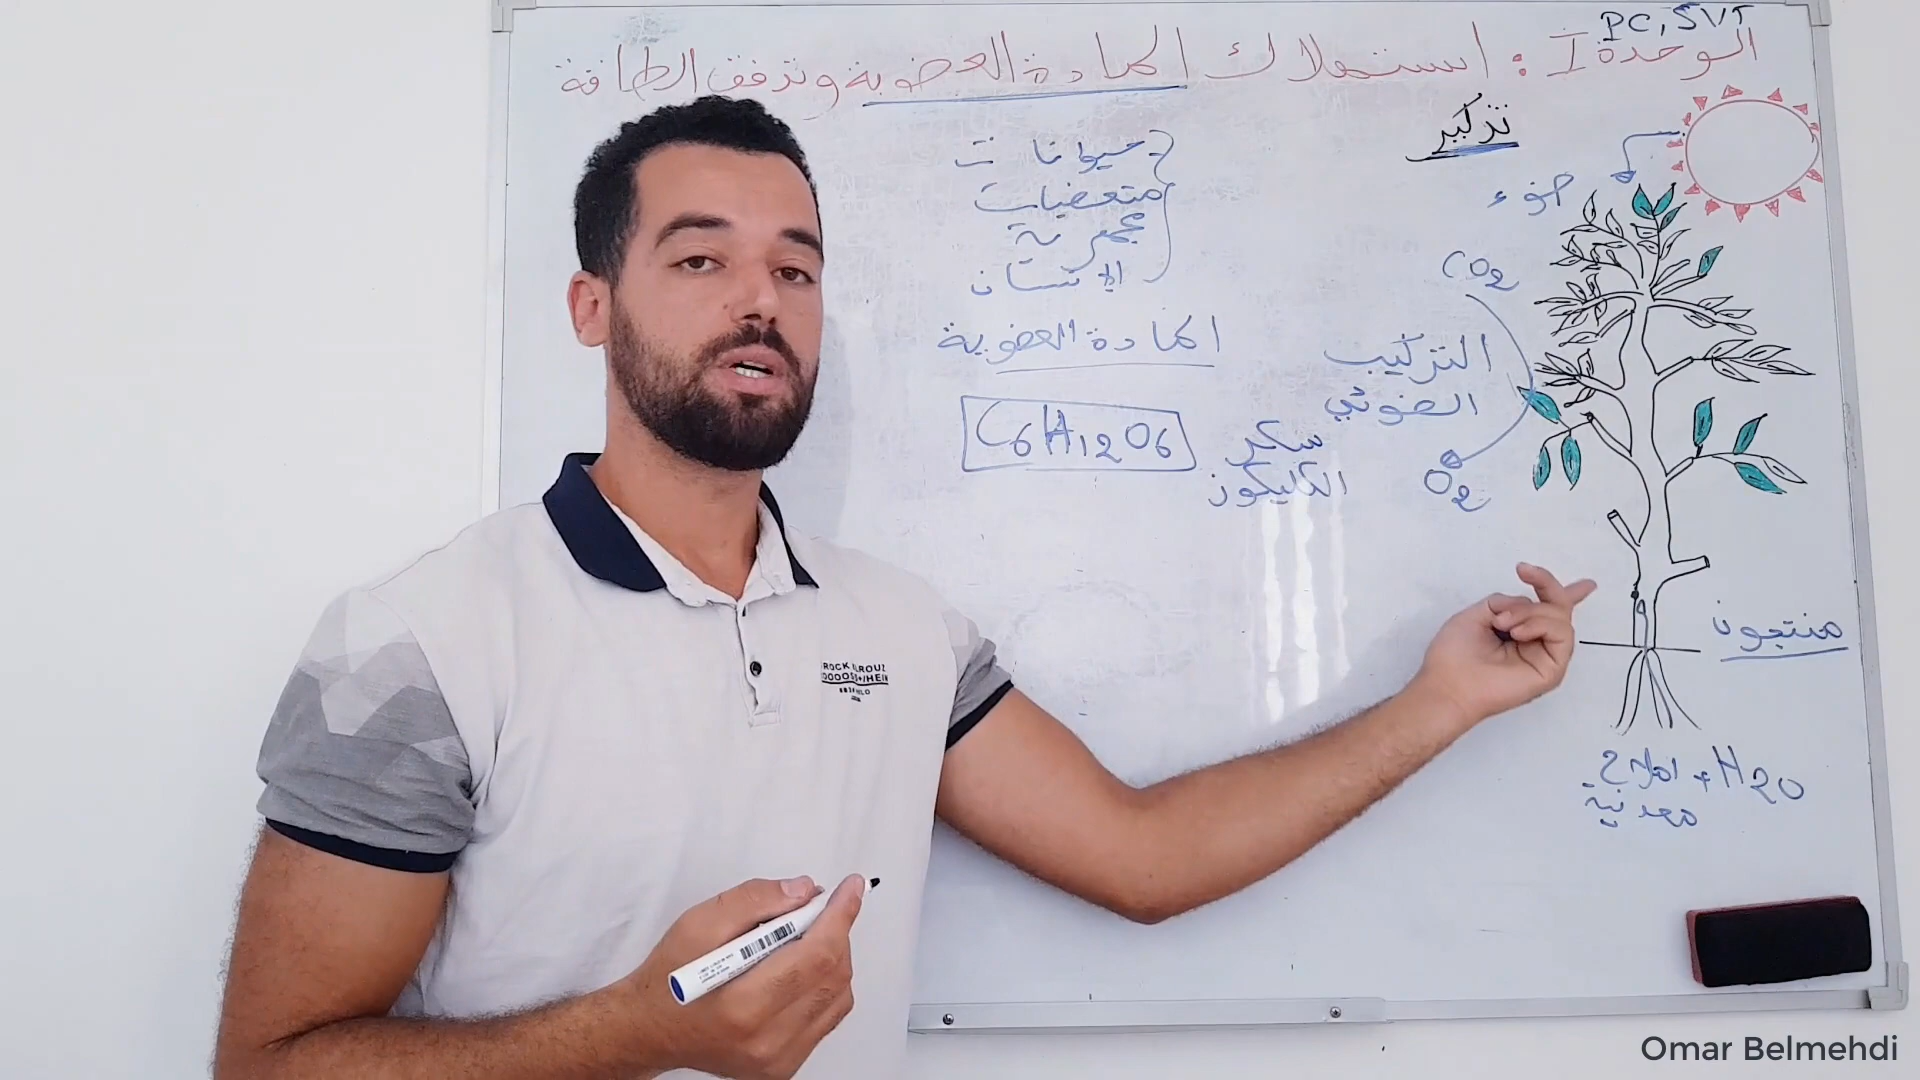 PC, SVT
الوحدة I : استهلاك المادة العضوية وتدفق الطاقة
تذكير
ضوء
حيوانات
متعضيات
مجهرية
الإنسان
CO2
المادة العضوية
التركيب
الضوئي
C6H12O6
سكر
الكليكوز
O2
منتجون
H2O + املاح
معدنية
Omar Belmehdi